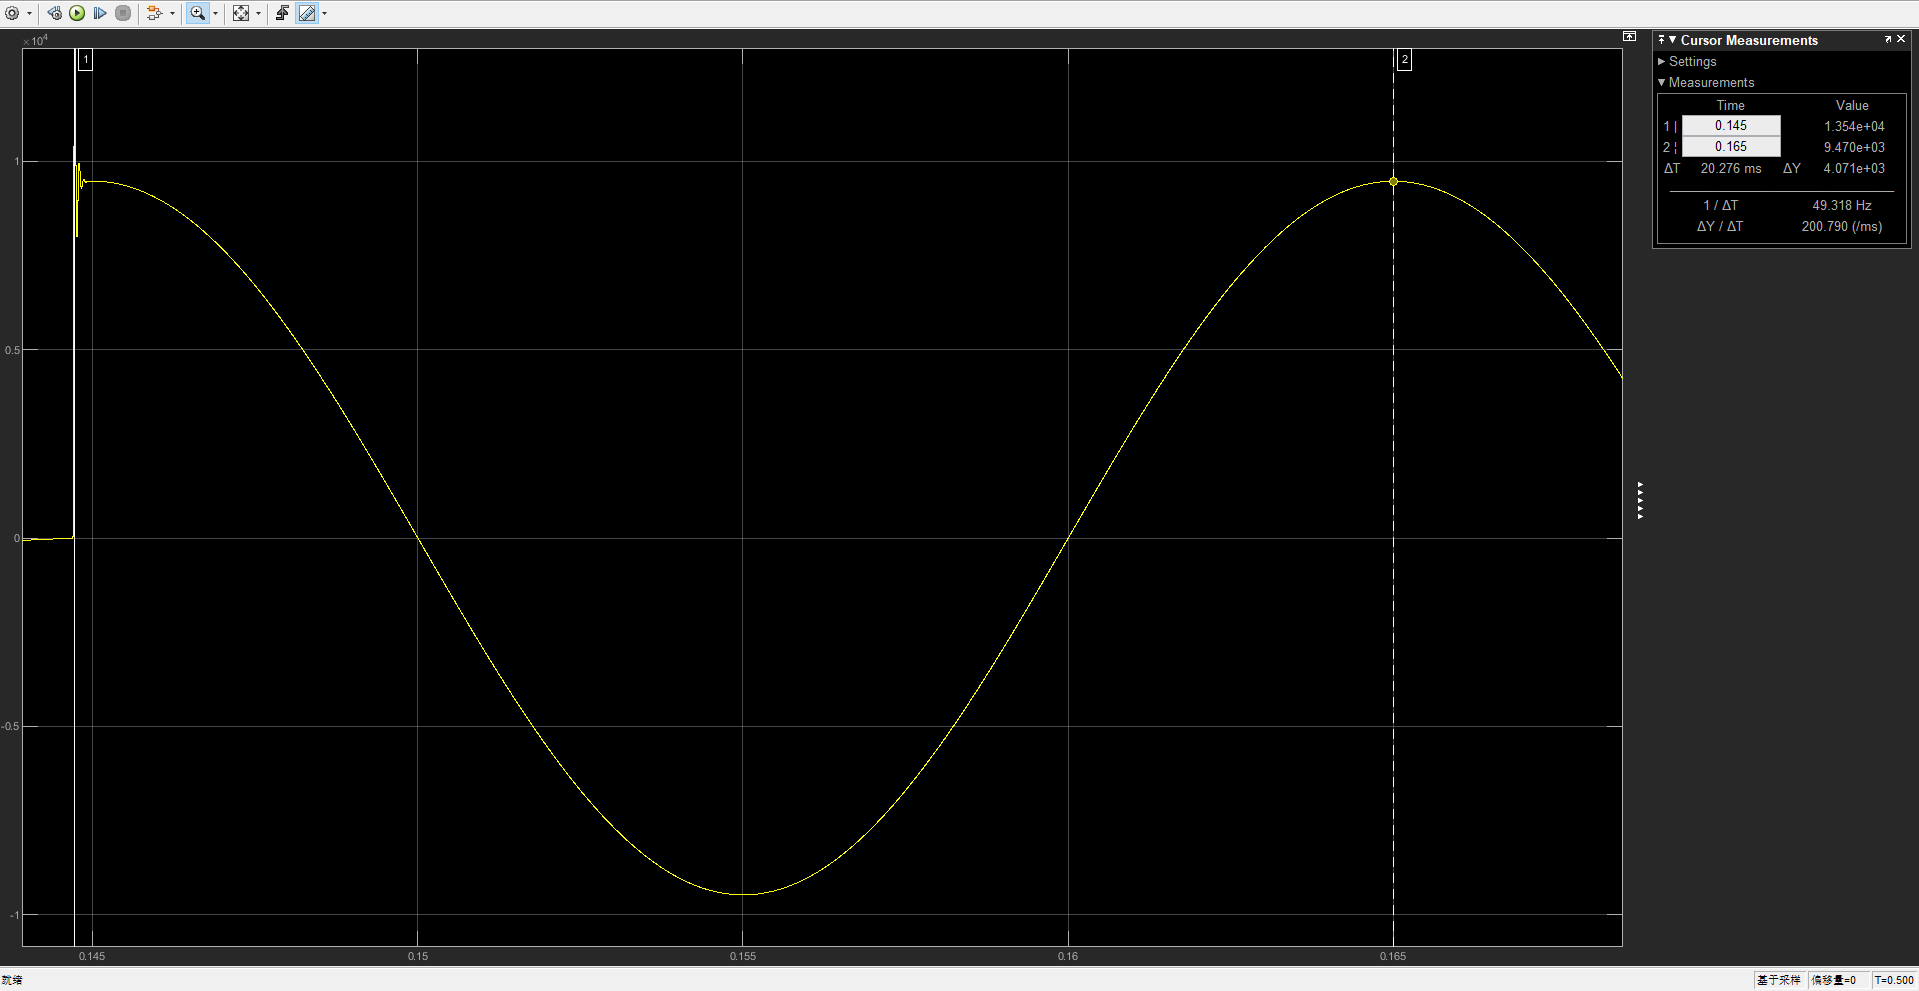 ×10⁴
1
2
1
0.5
0
-0.5
-1
0.145
0.15
0.155
0.16
0.165
Cursor Measurements
Settings
Measurements
Time Value
1 | 0.145 1.354e+04
2 ¦ 0.165 9.470e+03
ΔT 20.276 ms ΔY 4.071e+03
1 / ΔT 49.318 Hz
ΔY / ΔT 200.790 (/ms)
就绪
基于采样 偏移量=0 T=0.500